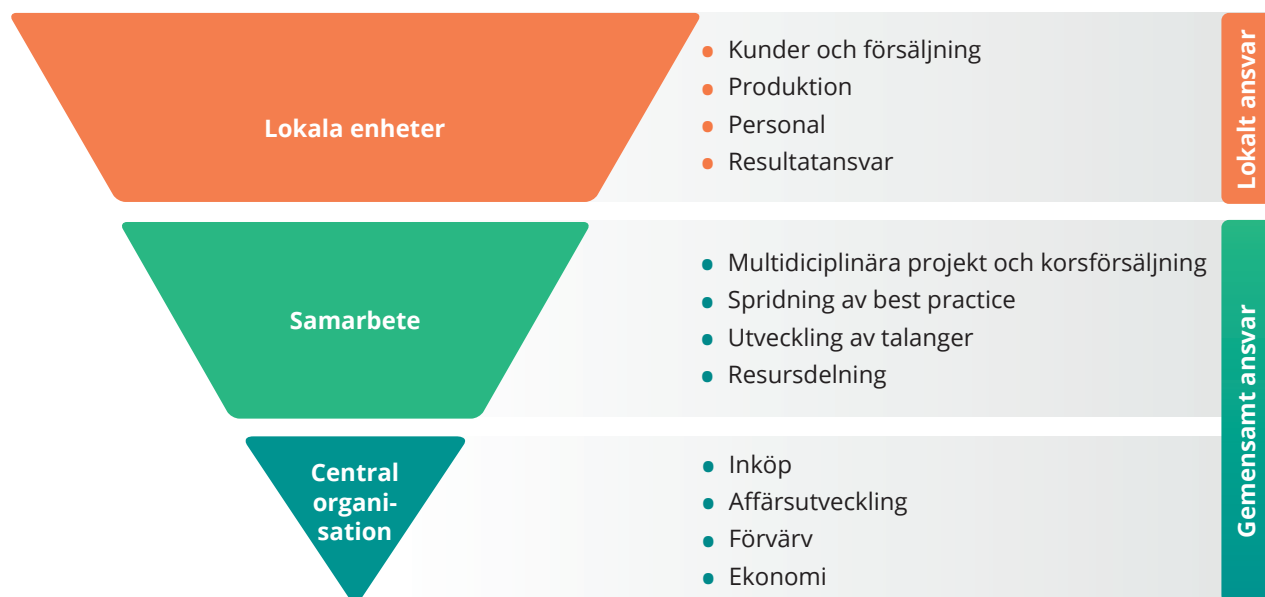 Lokala enheter
Kunder och försäljning
Produktion
Personal
Resultatansvar
Lokalt ansvar
Samarbete
Multidiciplinära projekt och korsförsäljning
Spridning av best practice
Utveckling av talanger
Resursdelning
Central
organi-
sation
Inköp
Affärsutveckling
Förvärv
Ekonomi
Gemensamt ansvar